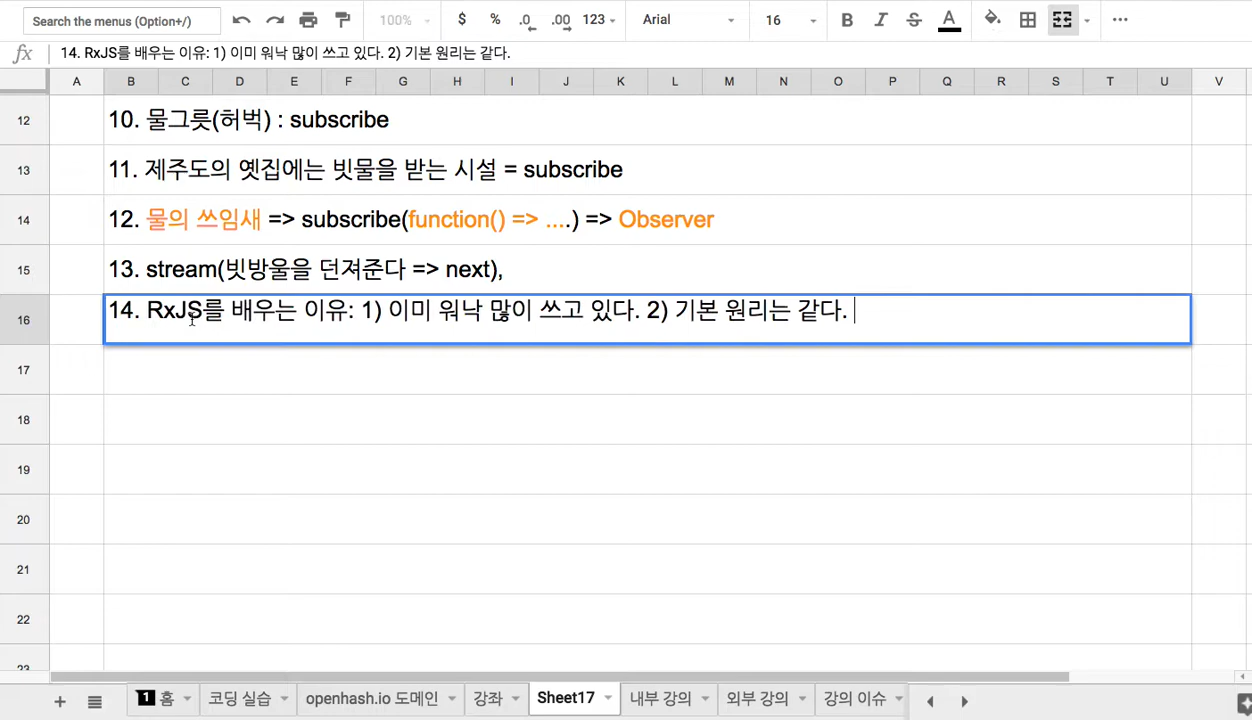 Search the menus (Option+/) 100% $ % .0 .00 123 Arial 16 B I S A ...
fx 14. RxJS를 배우는 이유: 1) 이미 워낙 많이 쓰고 있다. 2) 기본 원리는 같다.
A B C D E F G H I J K L M N O P Q R S T U V
12 10. 물그릇(허벅) : subscribe
13 11. 제주도의 옛집에는 빗물을 받는 시설 = subscribe
14 12. 물의 쓰임새 => subscribe(function() => ....) => Observer
15 13. stream(빗방울을 던져준다 => next),
16 14. RxJS를 배우는 이유: 1) 이미 워낙 많이 쓰고 있다. 2) 기본 원리는 같다.
17
18
19
20
21
22
23
1 홈 코딩 실습 openhash.io 도메인 강좌 Sheet17 내부 강의 외부 강의 강의 이슈